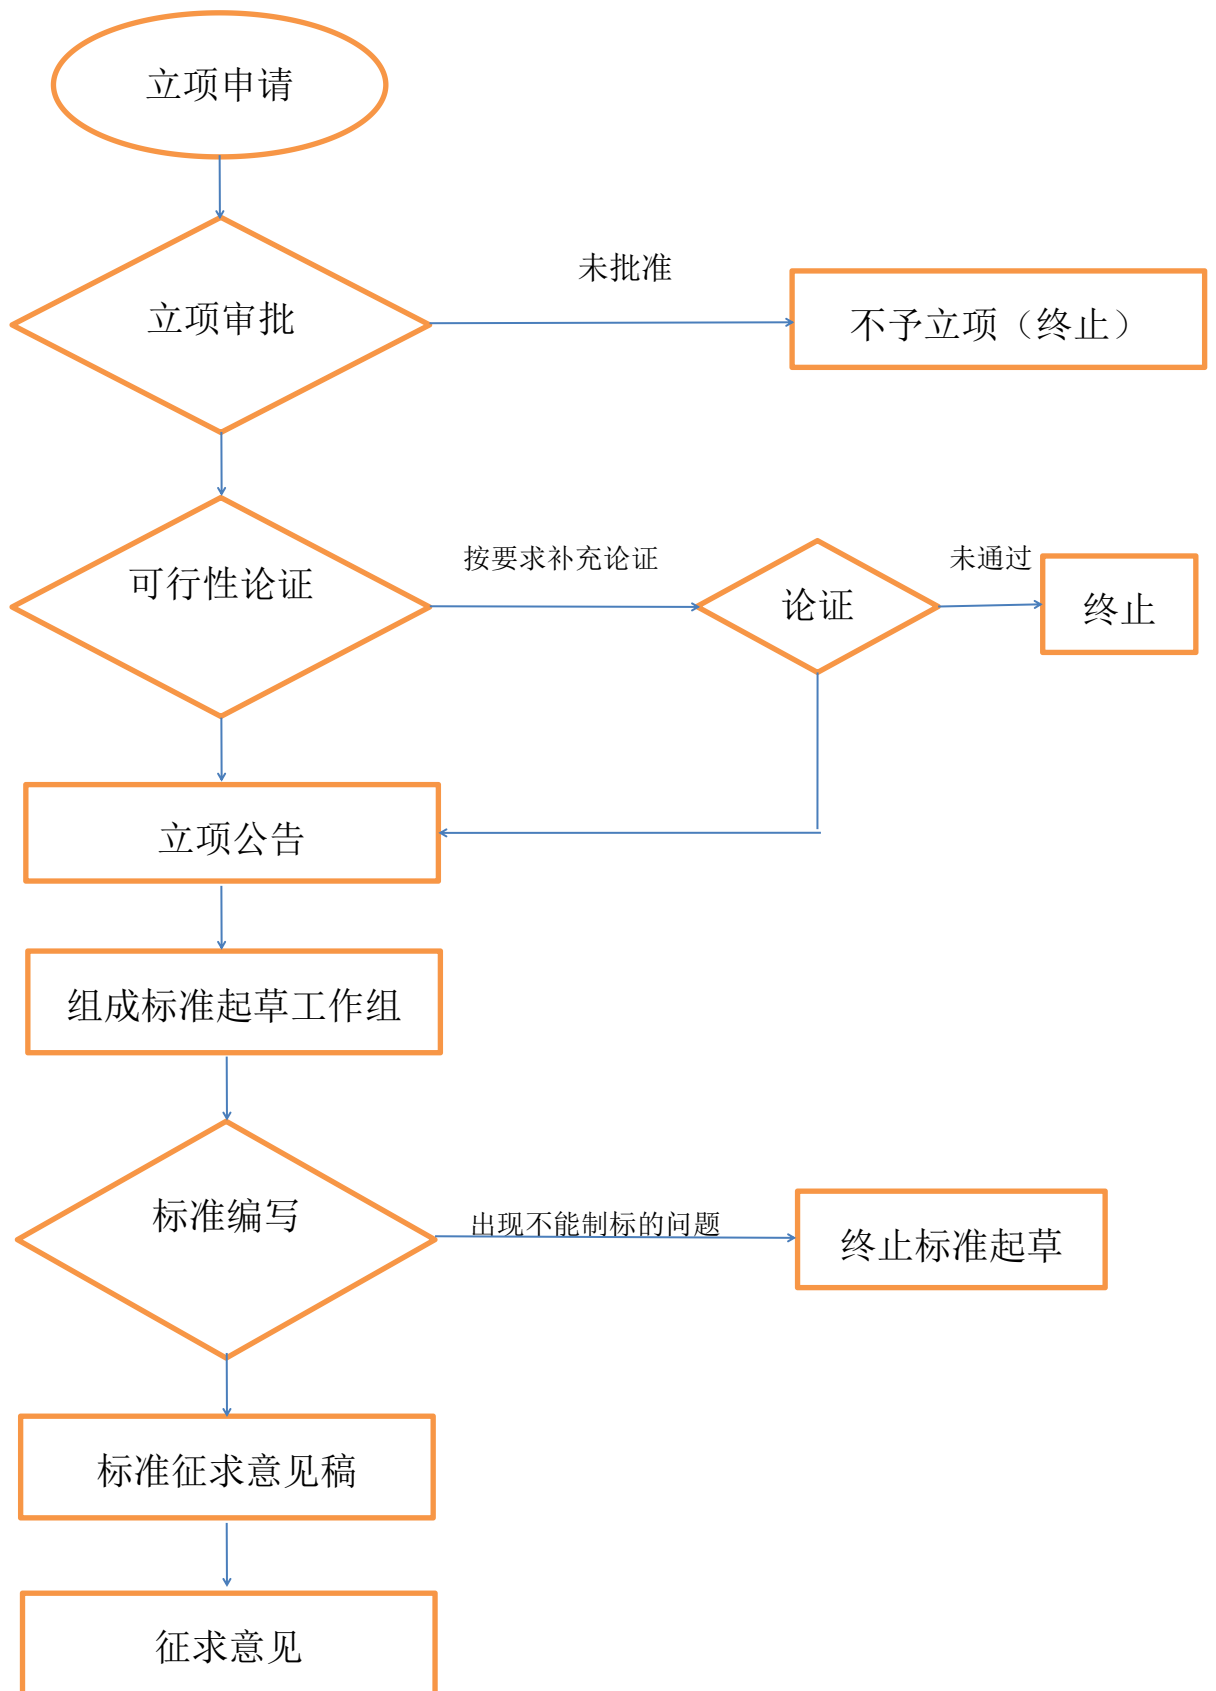 立项申请
未批准
立项审批
不予立项（终止）
按要求补充论证
未通过
可行性论证
论证
终止
立项公告
组成标准起草工作组
标准编写
出现不能制标的问题
终止标准起草
标准征求意见稿
征求意见